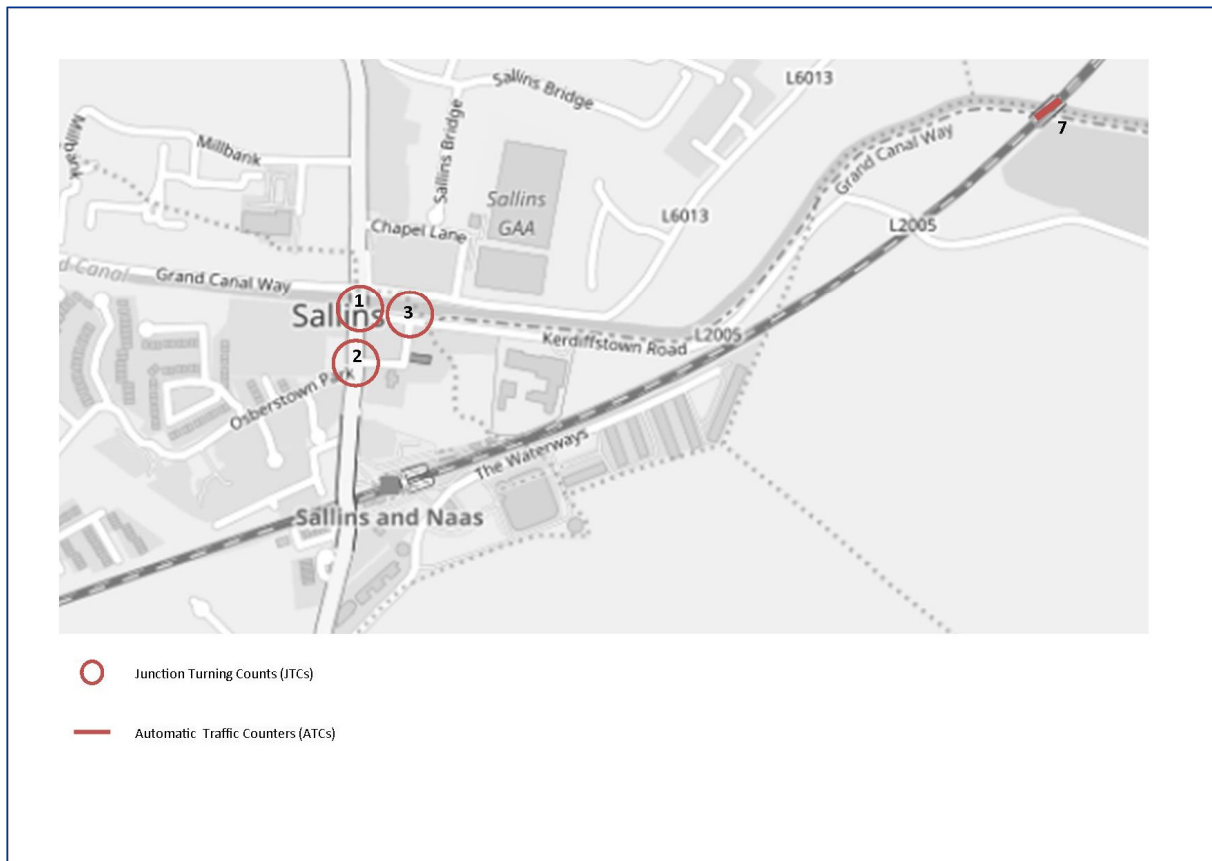 Sallins Bridge
L6013
7
Millbank
Millbank
Sallins Bridge
Grand Canal Way
Sallins
GAA
L6013
Chapel Lane
L2005
d Canal
Grand Canal Way
1
3
Sallins
L2005
Kerdiffstown Road
2
Osberstown Park
The Waterways
Sallins and Naas
Junction Turning Counts (JTCs)
Automatic Traffic Counters (ATCs)